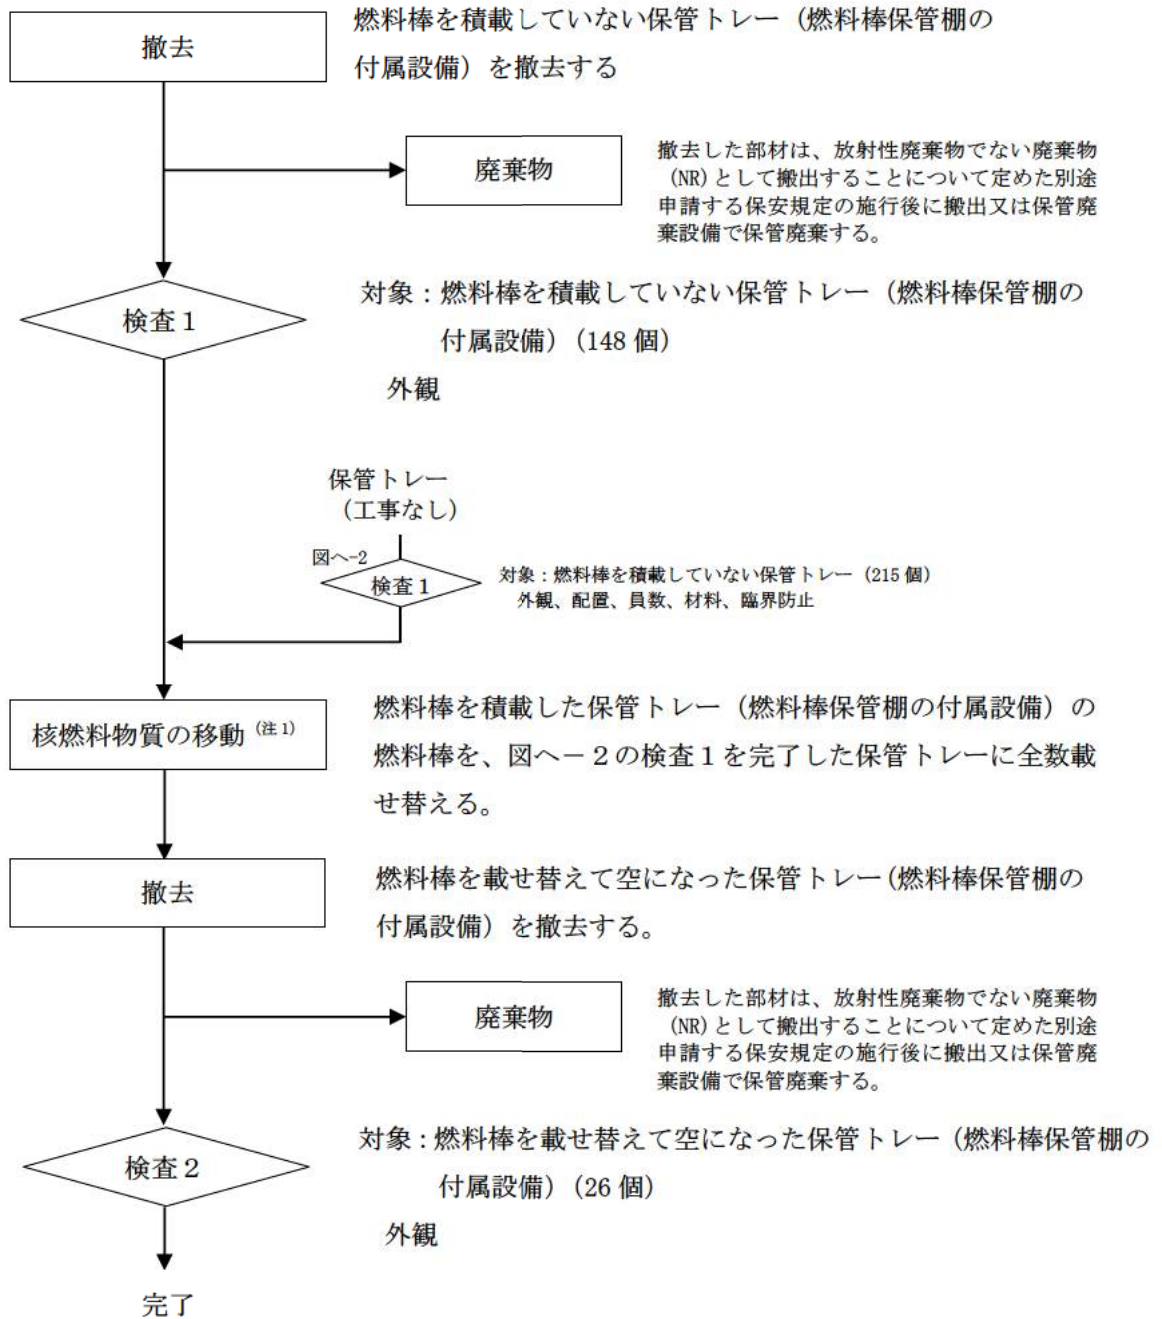 撤去
燃料棒を積載していない保管トレー（燃料棒保管棚の
付属設備）を撤去する
廃棄物
撤去した部材は、放射性廃棄物でない廃棄物
(NR)として搬出することについて定めた別途
申請する保安規定の施行後に搬出又は保管廃
棄設備で保管廃棄する。
検査１
対象：燃料棒を積載していない保管トレー（燃料棒保管棚の
付属設備）（148 個）
外観
保管トレー
（工事なし）
図へ-2
検査１
対象：燃料棒を積載していない保管トレー（215 個）
外観、配置、員数、材料、臨界防止
核燃料物質の移動（注1）
燃料棒を積載した保管トレー（燃料棒保管棚の付属設備）の
燃料棒を、図へ－２の検査１を完了した保管トレーに全数載
せ替える。
撤去
燃料棒を載せ替えて空になった保管トレー（燃料棒保管棚の
付属設備）を撤去する。
廃棄物
撤去した部材は、放射性廃棄物でない廃棄物
(NR)として搬出することについて定めた別途
申請する保安規定の施行後に搬出又は保管廃
棄設備で保管廃棄する。
検査２
対象：燃料棒を載せ替えて空になった保管トレー（燃料棒保管棚の
付属設備）（26 個）
外観
完了